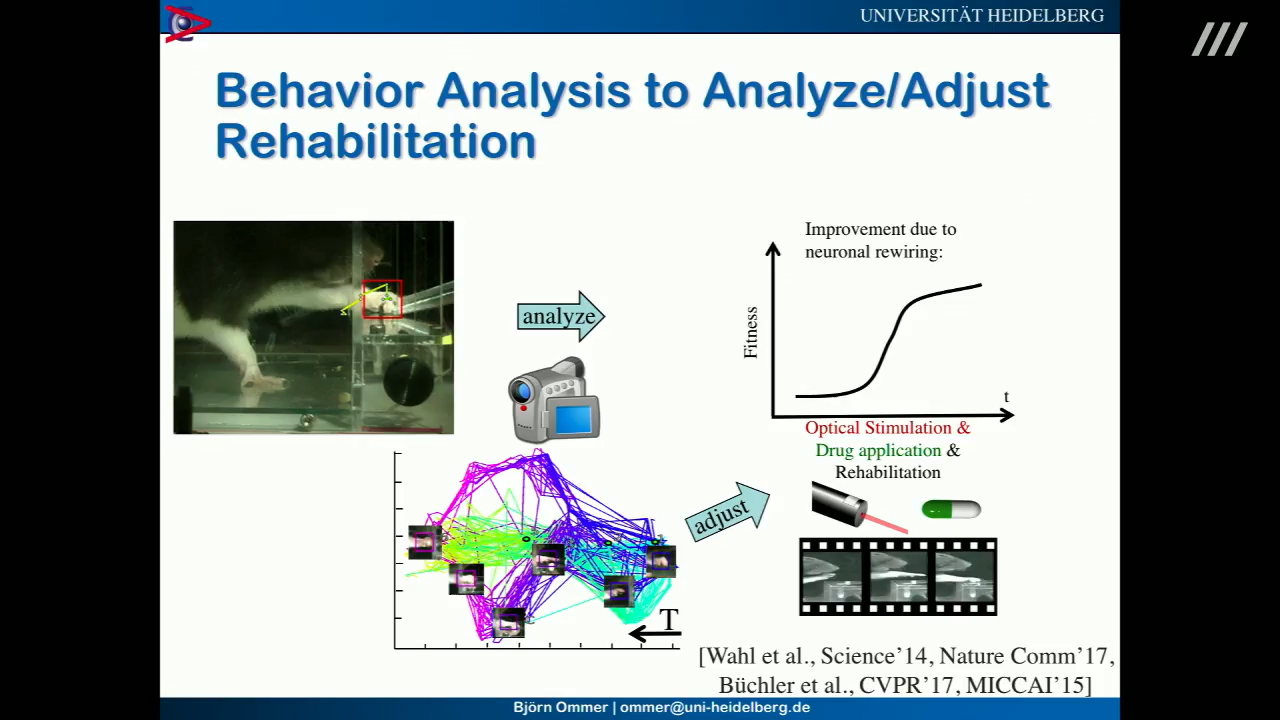 UNIVERSITÄT HEIDELBERG
Behavior Analysis to Analyze/Adjust
Rehabilitation
analyze
Improvement due to
neuronal rewiring:
Fitness
t
Optical Stimulation &
Drug application &
Rehabilitation
adjust
T
[Wahl et al., Science’14, Nature Comm’17,
Büchler et al., CVPR’17, MICCAI’15]
Björn Ommer | ommer@uni-heidelberg.de